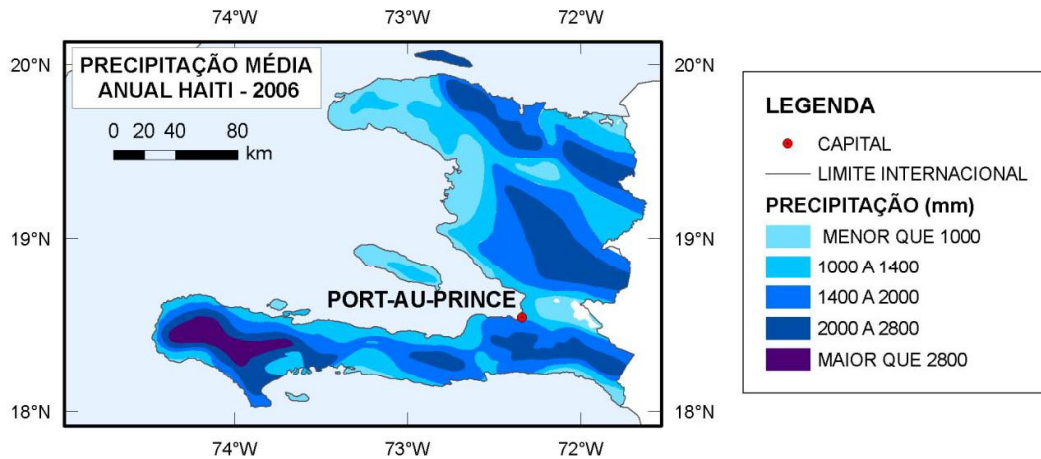 74°W 73°W 72°W
20°N
PRECIPITAÇÃO MÉDIA
ANUAL HAITI - 2006
0 20 40 80
km
20°N
19°N
19°N
PORT-AU-PRINCE
18°N
18°N
74°W 73°W 72°W
LEGENDA
CAPITAL
LIMITE INTERNACIONAL
PRECIPITAÇÃO (mm)
MENOR QUE 1000
1000 A 1400
1400 A 2000
2000 A 2800
MAIOR QUE 2800